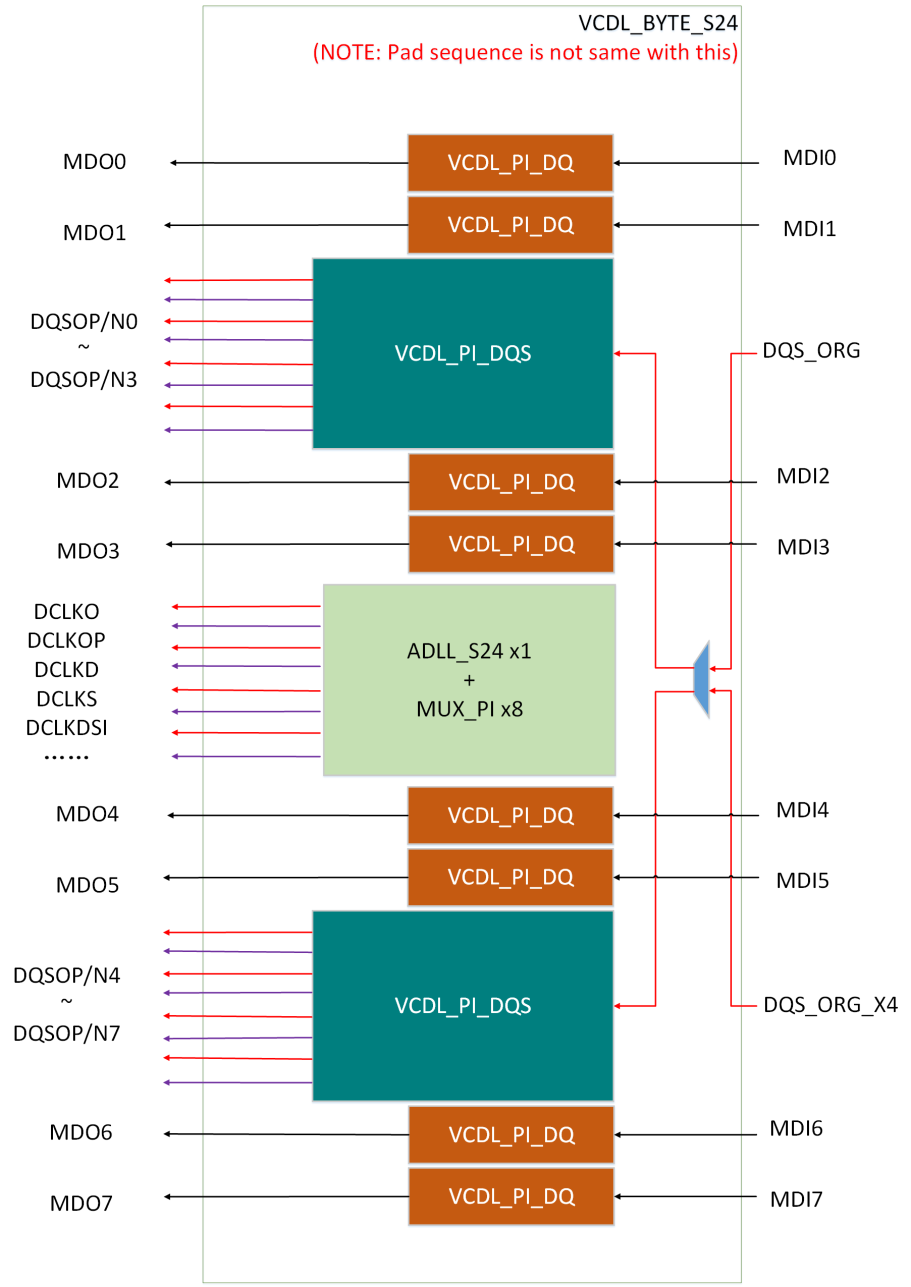 VCDL_BYTE_S24
(NOTE: Pad sequence is not same with this)
MDO0
VCDL_PI_DQ
MDI0
MDO1
VCDL_PI_DQ
MDI1
DQSOP/N0
~
DQSOP/N3
VCDL_PI_DQS
DQS_ORG
MDO2
VCDL_PI_DQ
MDI2
MDO3
VCDL_PI_DQ
MDI3
DCLKO
DCLKOP
DCLKD
DCLKS
DCLKDSI
……
ADLL_S24 x1
+
MUX_PI x8
MDO4
VCDL_PI_DQ
MDI4
MDO5
VCDL_PI_DQ
MDI5
DQSOP/N4
~
DQSOP/N7
VCDL_PI_DQS
DQS_ORG_X4
MDO6
VCDL_PI_DQ
MDI6
MDO7
VCDL_PI_DQ
MDI7